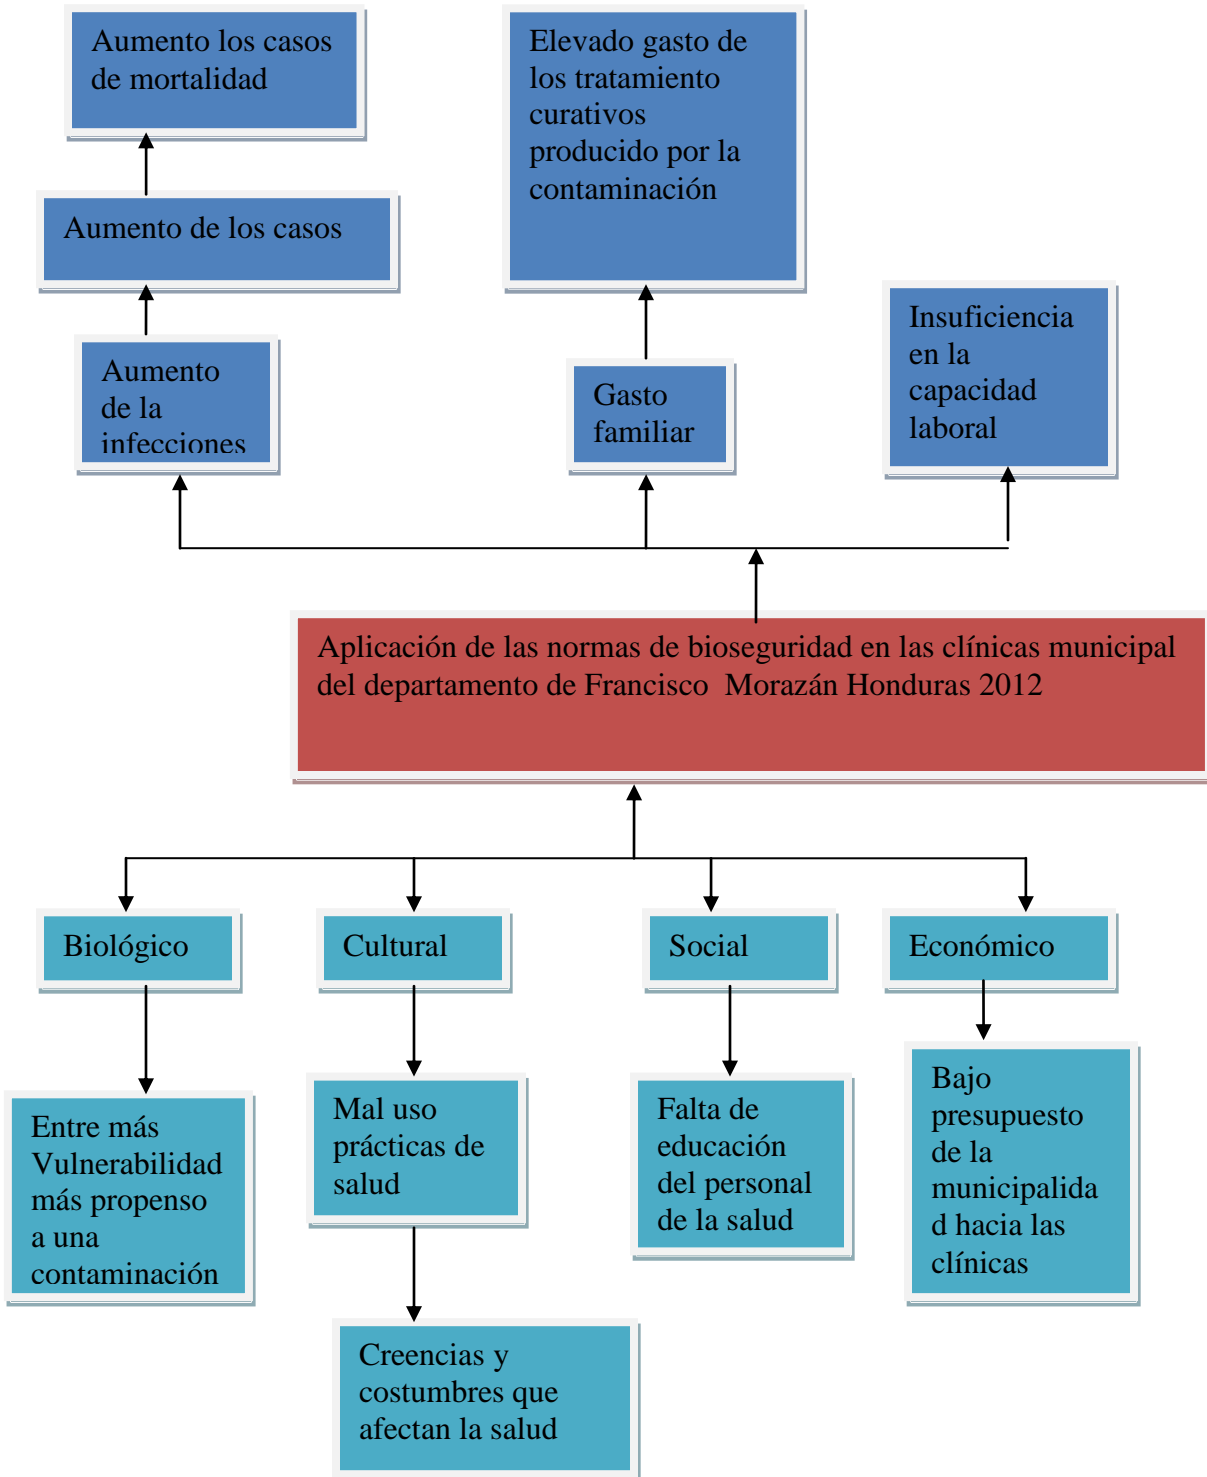 Aumento los casos
de mortalidad
Elevado gasto de
los tratamiento
curativos
producido por la
contaminación
Aumento de los casos
Insuficiencia
en la
capacidad
laboral
Aumento
de la
infecciones
Gasto
familiar
Aplicación de las normas de bioseguridad en las clínicas municipal
del departamento de Francisco Morazán Honduras 2012
Biológico
Cultural
Social
Económico
Entre más
Vulnerabilidad
más propenso
a una
contaminación
Mal uso
prácticas de
salud
Falta de
educación
del personal
de la salud
Bajo
presupuesto
de la
municipalida
d hacia las
clínicas
Creencias y
costumbres que
afectan la salud